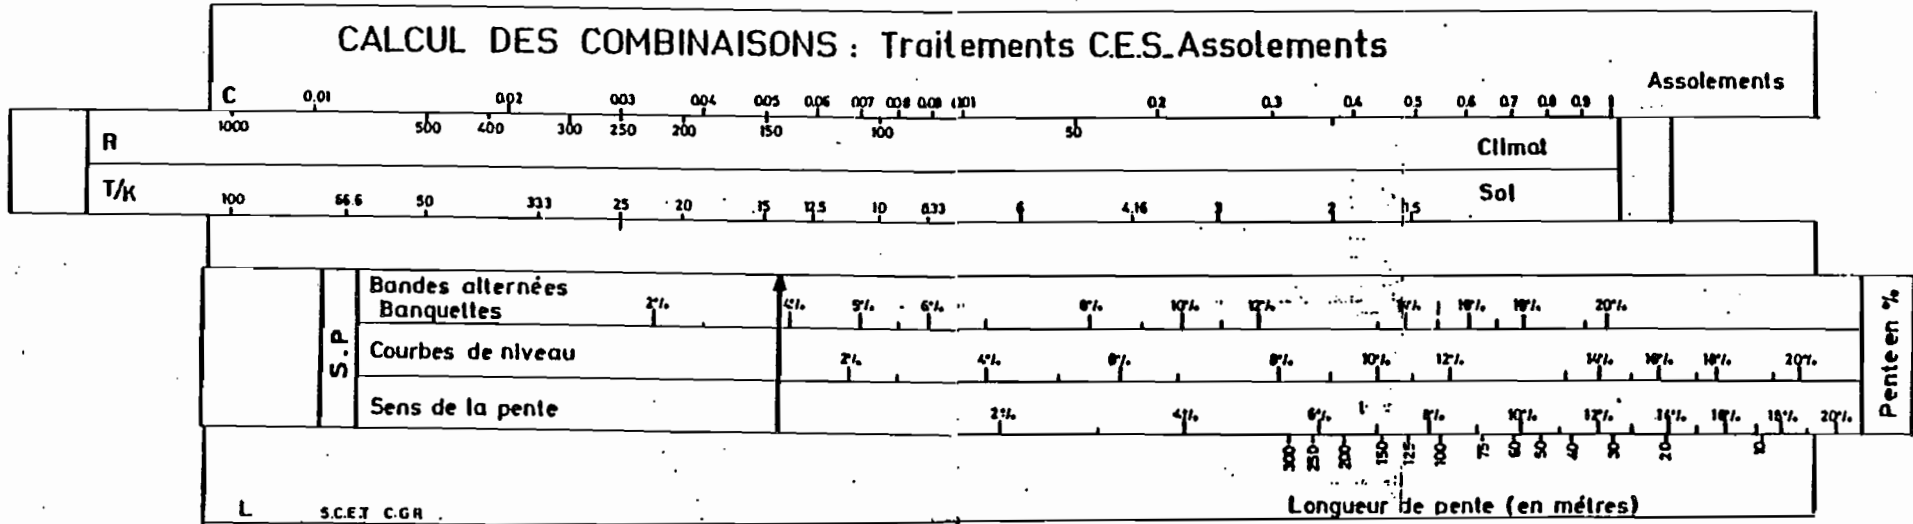 CALCUL DES COMBINAISONS : Traitements C.E.S_Assolements
Assolements
C 0.01 0.02 0.03 0.04 0.05 0.06 0.07 0.08 0.1 0.2 0.3 0.4 0.5 0.6 0.7 0.8 0.9 1
1000 500 400 300 250 200 150 100 50
R Climat
T/K Sol
100 66.6 50 333 25 20 15 12.5 10 8.33 6 4.16 3 2 1,5
S.P
Bandes alternées
Banquettes 2% 4% 5% 6% 8% 10% 12% 16% 18% 20%
Courbes de niveau 2% 4% 6% 8% 10% 12% 14% 16% 18% 20%
Sens de la pente 2% 4% 6% 8% 10% 12% 14% 16% 18% 20%
Pente en %
300 250 200 150 125 100 75 60 50 40 30 20 10
L S.C.E.T C.G.R Longueur de pente (en métres)